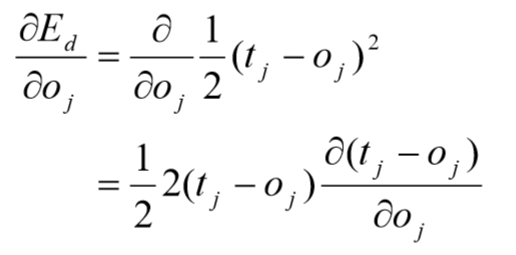 ∂E_d/∂o_j = ∂/∂o_j 1/2 (t_j − o_j)^2
= 1/2 2(t_j − o_j) ∂(t_j − o_j)/∂o_j